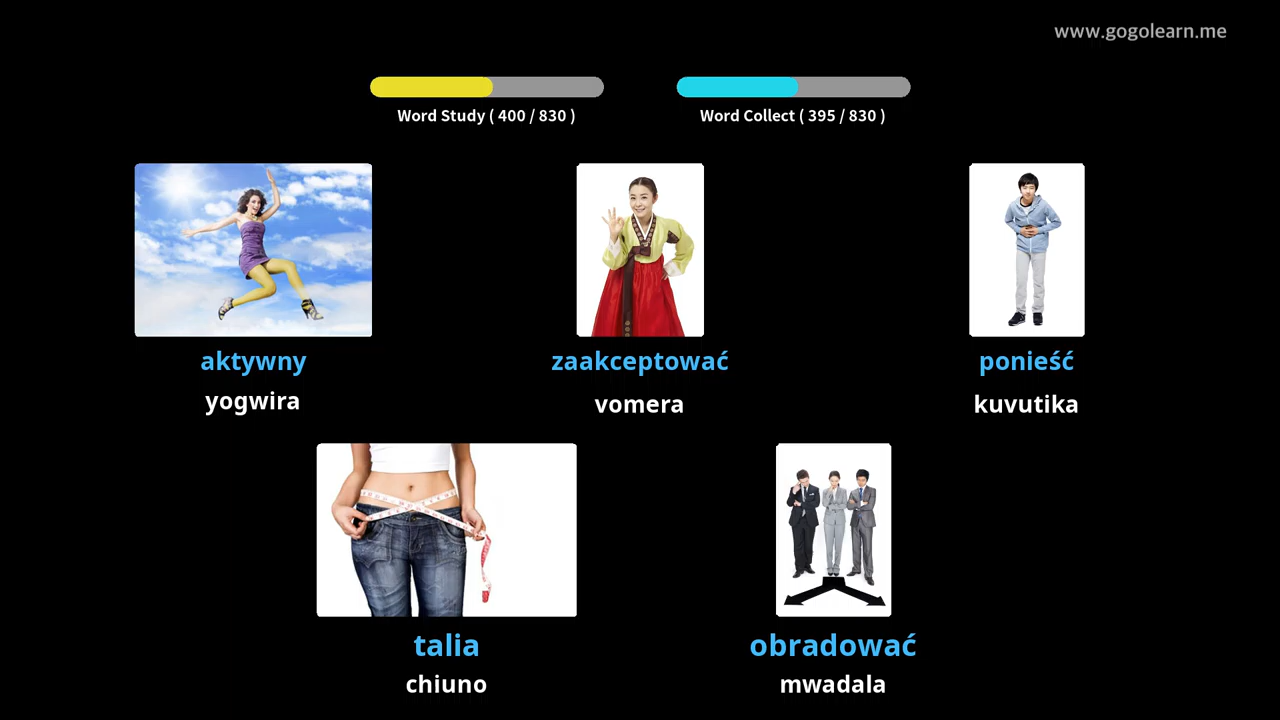 www.gogolearn.me
Word Study ( 400 / 830 )
Word Collect ( 395 / 830 )
aktywny
yogwira
zaakceptować
vomera
ponieść
kuvutika
talia
chiuno
obradować
mwadala